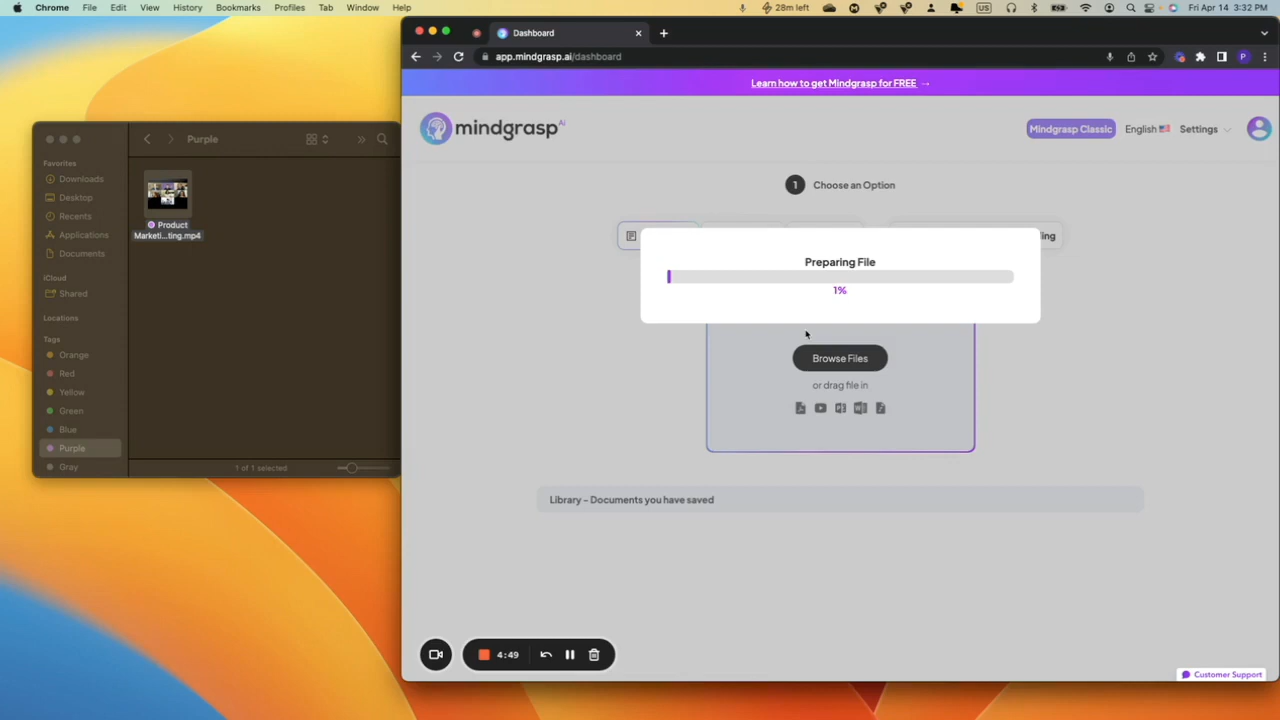 Chrome File Edit View History Bookmarks Profiles Tab Window Help 28m left US Fri Apr 14 3:32 PM
Dashboard
app.mindgrasp.ai/dashboard P
Learn how to get Mindgrasp for FREE →
mindgrasp AI Mindgrasp Classic English Settings
1 Choose an Option
ing
Preparing File
1%
Browse Files
or drag file in
Library - Documents you have saved
4:49
Customer Support
Purple
Favorites
Downloads
Desktop
Recents
Applications
Documents
iCloud
Shared
Locations
Tags
Orange
Red
Yellow
Green
Blue
Purple
Gray
Product
Marketi...ting.mp4
1 of 1 selected